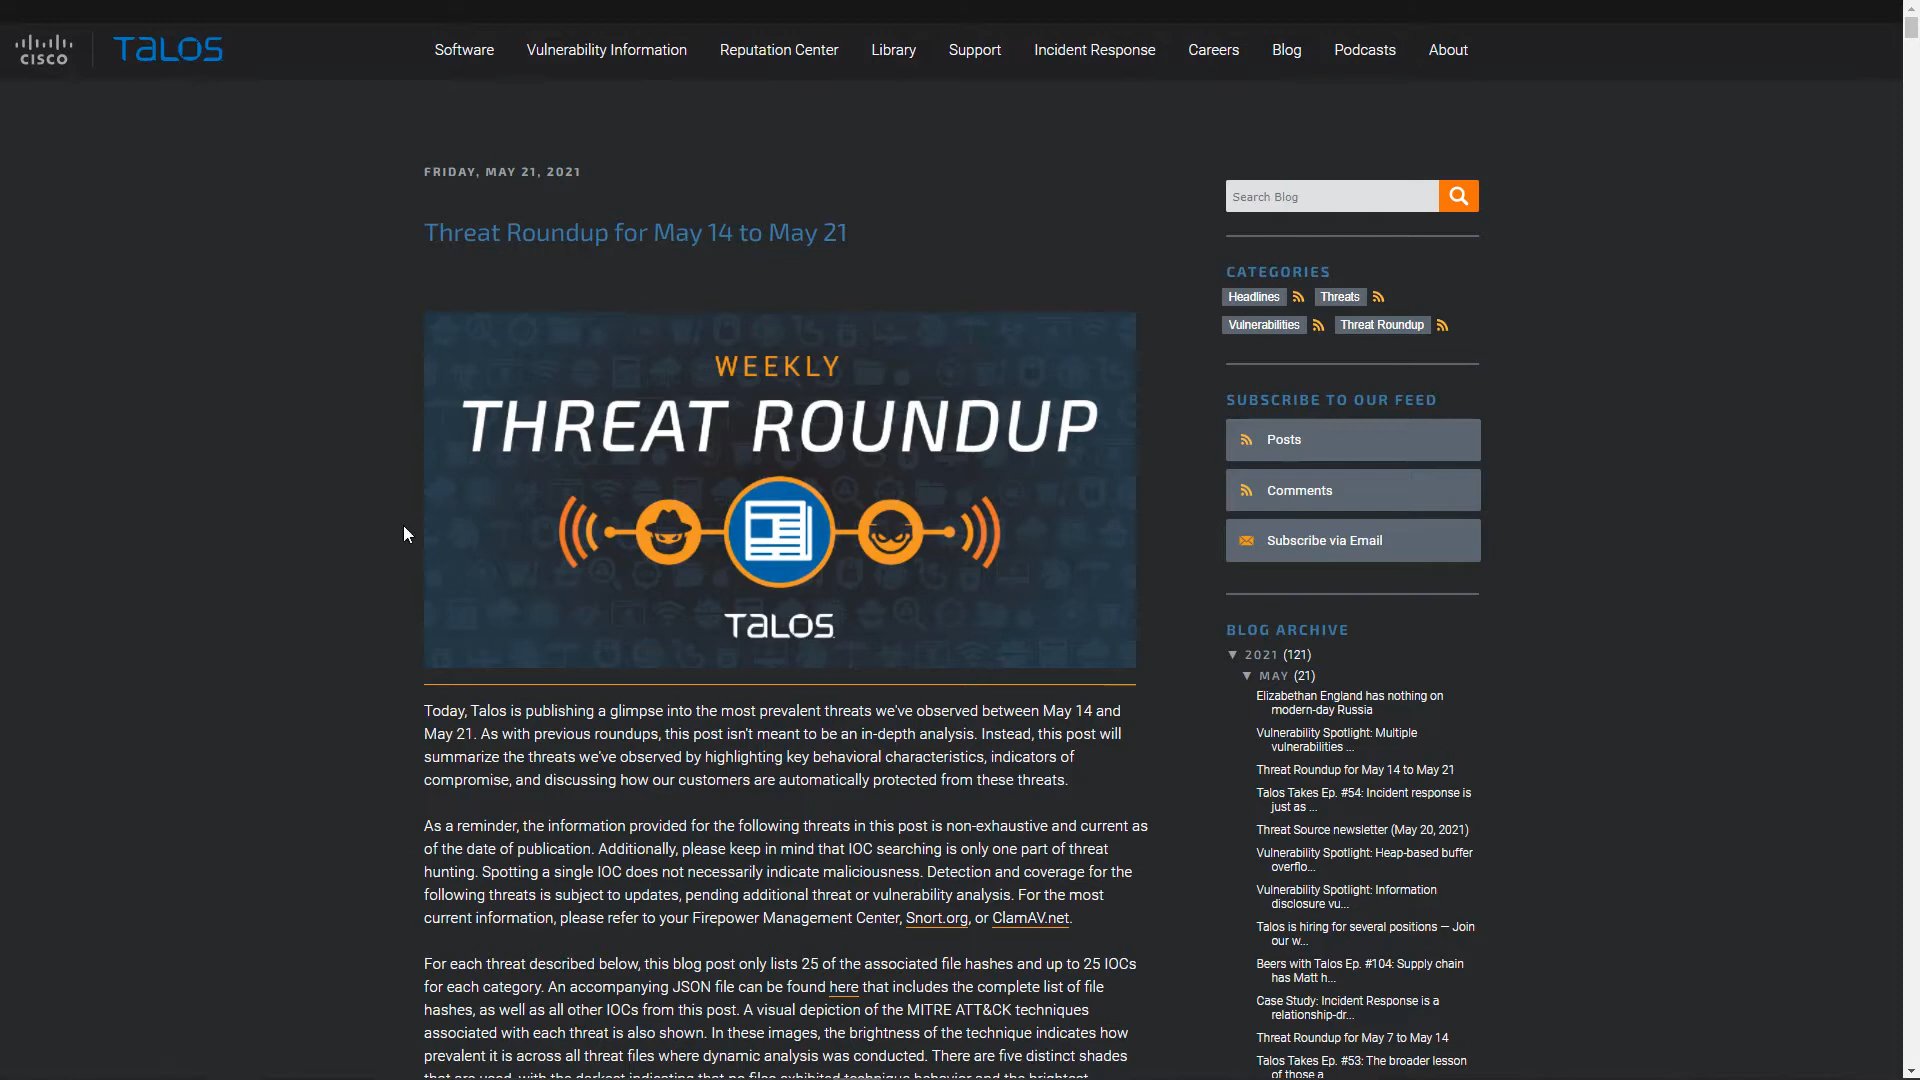 CISCO
TALOS
Software
Vulnerability Information
Reputation Center
Library
Support
Incident Response
Careers
Blog
Podcasts
About
FRIDAY, MAY 21, 2021
Threat Roundup for May 14 to May 21
WEEKLY
THREAT ROUNDUP
TALOS
Today, Talos is publishing a glimpse into the most prevalent threats we've observed between May 14 and
May 21. As with previous roundups, this post isn't meant to be an in-depth analysis. Instead, this post will
summarize the threats we've observed by highlighting key behavioral characteristics, indicators of
compromise, and discussing how our customers are automatically protected from these threats.
As a reminder, the information provided for the following threats in this post is non-exhaustive and current as
of the date of publication. Additionally, please keep in mind that IOC searching is only one part of threat
hunting. Spotting a single IOC does not necessarily indicate maliciousness. Detection and coverage for the
following threats is subject to updates, pending additional threat or vulnerability analysis. For the most
current information, please refer to your Firepower Management Center, Snort.org, or ClamAV.net.
For each threat described below, this blog post only lists 25 of the associated file hashes and up to 25 IOCs
for each category. An accompanying JSON file can be found here that includes the complete list of file
hashes, as well as all other IOCs from this post. A visual depiction of the MITRE ATT&CK techniques
associated with each threat is also shown. In these images, the brightness of the technique indicates how
prevalent it is across all threat files where dynamic analysis was conducted. There are five distinct shades
that are used, with the darkest indicating that no files exhibited technique behavior and the brightest
Search Blog
CATEGORIES
Headlines
Threats
Vulnerabilities
Threat Roundup
SUBSCRIBE TO OUR FEED
Posts
Comments
Subscribe via Email
BLOG ARCHIVE
▼ 2021 (121)
▼ MAY (21)
Elizabethan England has nothing on
modern-day Russia
Vulnerability Spotlight: Multiple
vulnerabilities ...
Threat Roundup for May 14 to May 21
Talos Takes Ep. #54: Incident response is
just as ...
Threat Source newsletter (May 20, 2021)
Vulnerability Spotlight: Heap-based buffer
overflo...
Vulnerability Spotlight: Information
disclosure vu...
Talos is hiring for several positions — Join
our w...
Beers with Talos Ep. #104: Supply chain
has Matt h...
Case Study: Incident Response is a
relationship-dr...
Threat Roundup for May 7 to May 14
Talos Takes Ep. #53: The broader lesson
of those a